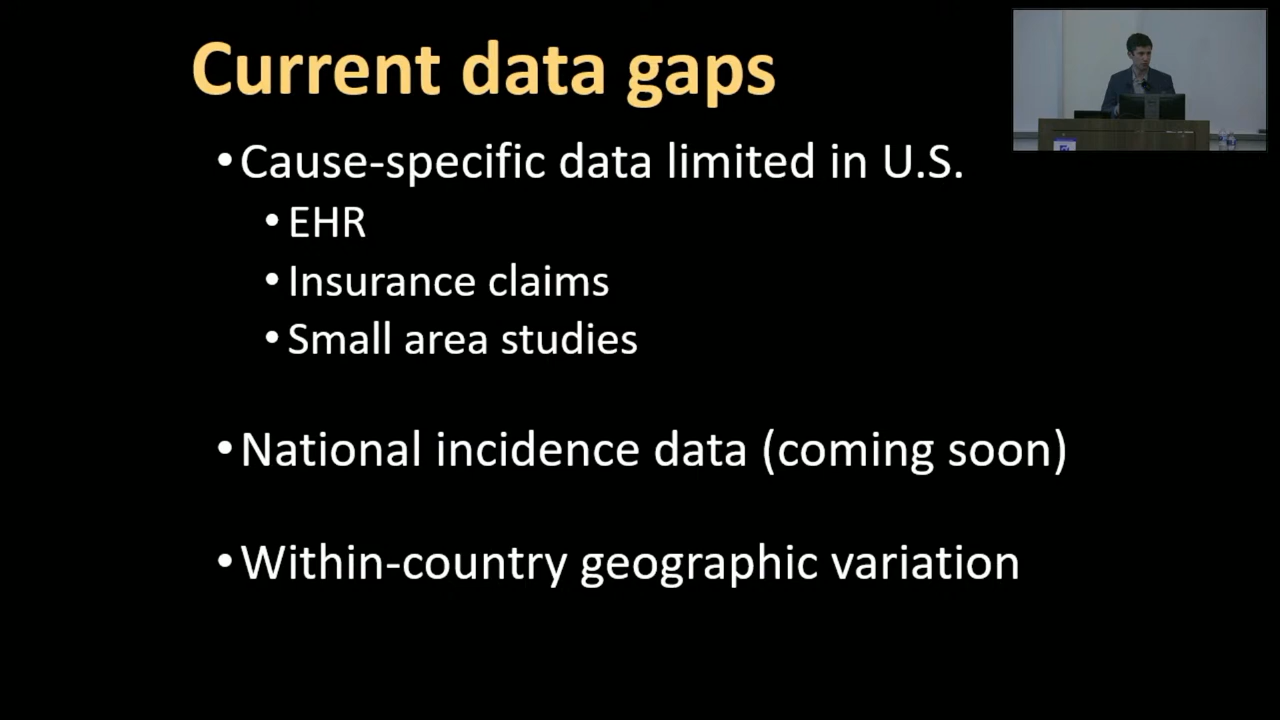 Current data gaps
•Cause-specific data limited in U.S.
•EHR
•Insurance claims
•Small area studies
•National incidence data (coming soon)
•Within-country geographic variation